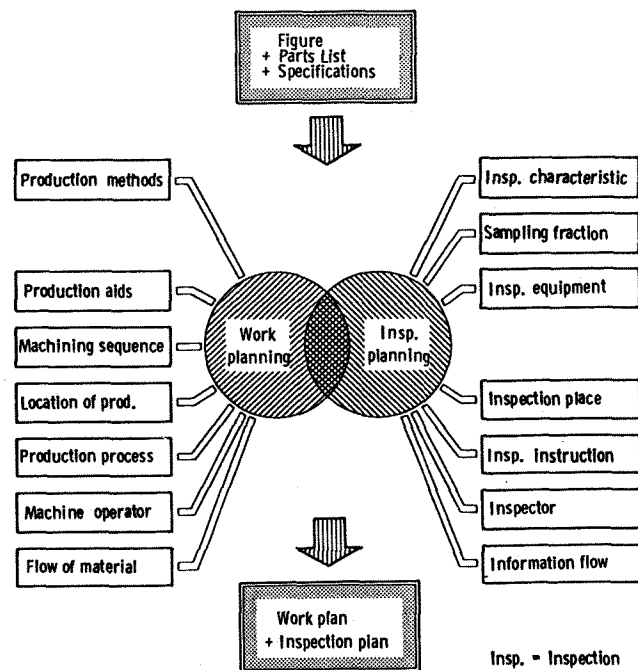 Figure
+ Parts List
+ Specifications
Production methods
Production aids
Machining sequence
Location of prod.
Production process
Machine operator
Flow of material
Work
planning
Insp.
planning
Insp. characteristic
Sampling fraction
Insp. equipment
Inspection place
Insp. instruction
Inspector
Information flow
Work plan
+ Inspection plan
Insp. = Inspection